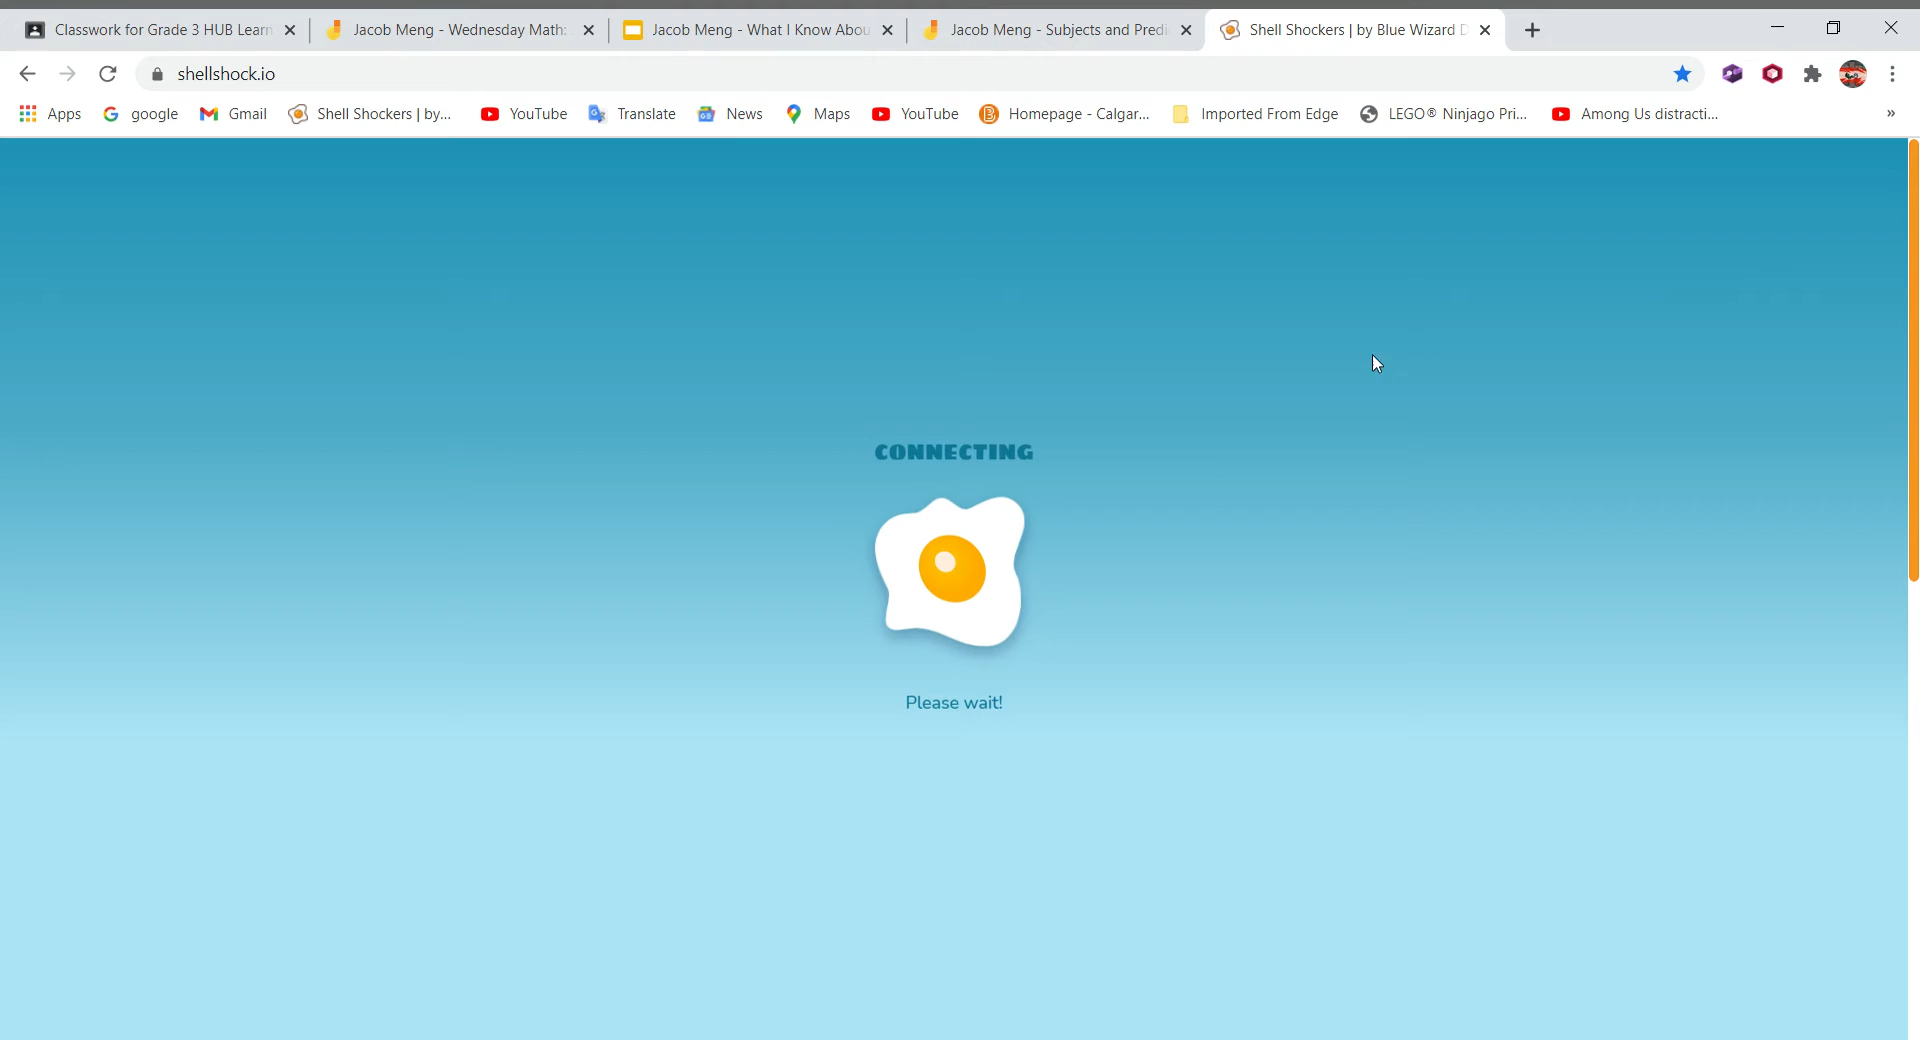 Classwork for Grade 3 HUB Learn
Jacob Meng - Wednesday Math:
Jacob Meng - What I Know Abou
Jacob Meng - Subjects and Predi
Shell Shockers | by Blue Wizard D
shellshock.io
Apps
google
Gmail
Shell Shockers | by...
YouTube
Translate
News
Maps
YouTube
Homepage - Calgar...
Imported From Edge
LEGO® Ninjago Pri...
Among Us distracti...
»
CONNECTING
Please wait!